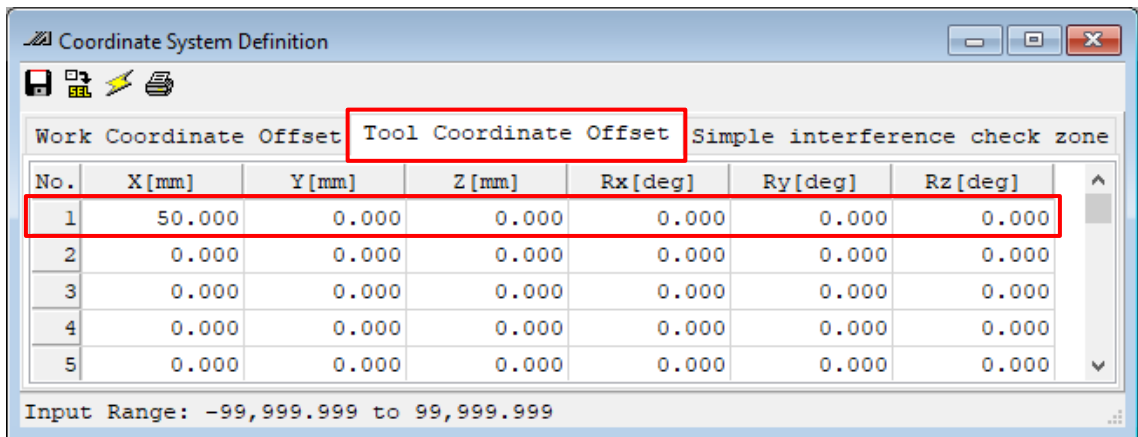 Coordinate System Definition
SEL
Work Coordinate Offset Tool Coordinate Offset Simple interference check zone
No. X[mm] Y[mm] Z[mm] Rx[deg] Ry[deg] Rz[deg]
1 50.000 0.000 0.000 0.000 0.000 0.000
2 0.000 0.000 0.000 0.000 0.000 0.000
3 0.000 0.000 0.000 0.000 0.000 0.000
4 0.000 0.000 0.000 0.000 0.000 0.000
5 0.000 0.000 0.000 0.000 0.000 0.000
Input Range: -99,999.999 to 99,999.999